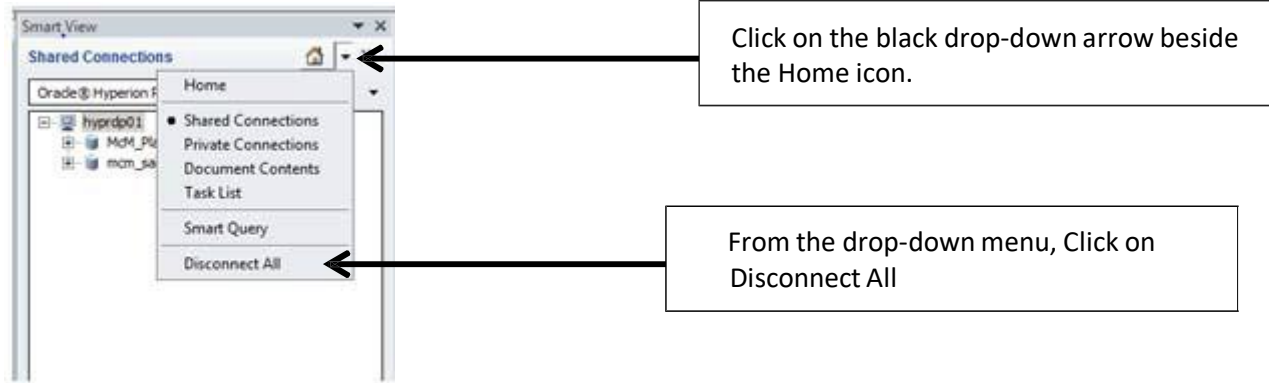 Smart View
Shared Connections
Oracle® Hyperion
Home
hyprdp01
Shared Connections
Private Connections
Document Contents
Task List
Smart Query
Disconnect All
Click on the black drop-down arrow beside
the Home icon.
From the drop-down menu, Click on
Disconnect All